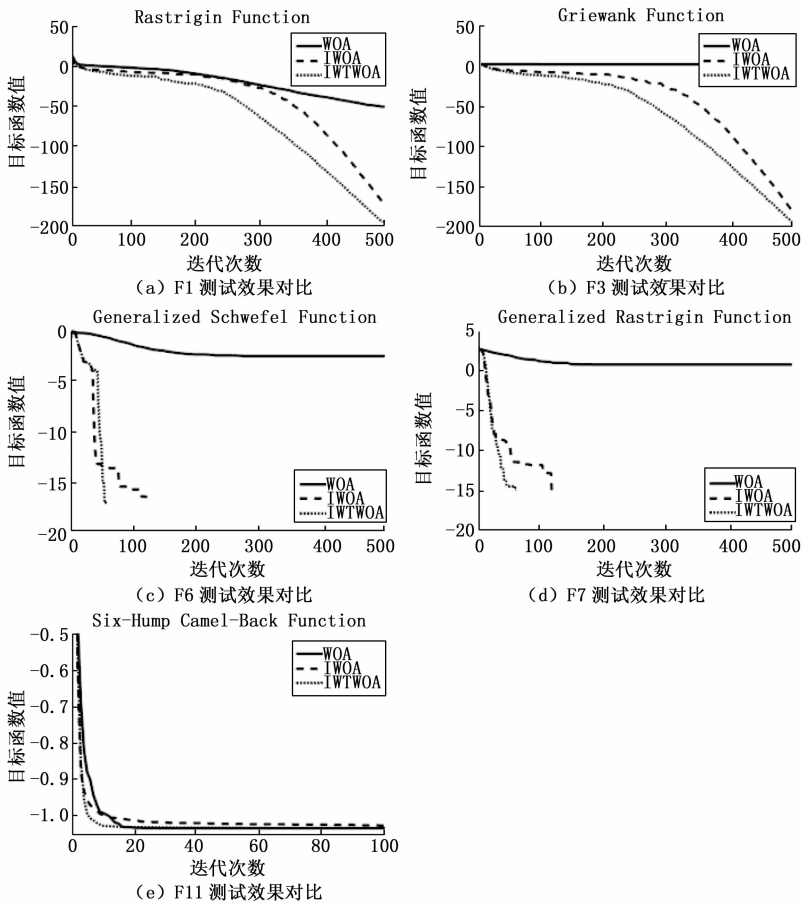 Rastrigin Function
50
0
-50
-100
-150
-200
目标函数值
WOA
IWOA
IWTWOA
0 100 200 300 400 500
迭代次数
(a) F1 测试效果对比
Griewank Function
50
0
-50
-100
-150
-200
目标函数值
WOA
IWOA
IWTWOA
0 100 200 300 400 500
迭代次数
(b) F3 测试效果对比
Generalized Schwefel Function
0
-5
-10
-15
-20
目标函数值
WOA
IWOA
IWTWOA
0 100 200 300 400 500
迭代次数
(c) F6 测试效果对比
Generalized Rastrigin Function
5
0
-5
-10
-15
-20
目标函数值
WOA
IWOA
IWTWOA
0 100 200 300 400 500
迭代次数
(d) F7 测试效果对比
Six-Hump Camel-Back Function
-0.5
-0.6
-0.7
-0.8
-0.9
-1.0
目标函数值
WOA
IWOA
IWTWOA
0 20 40 60 80 100
迭代次数
(e) F11 测试效果对比